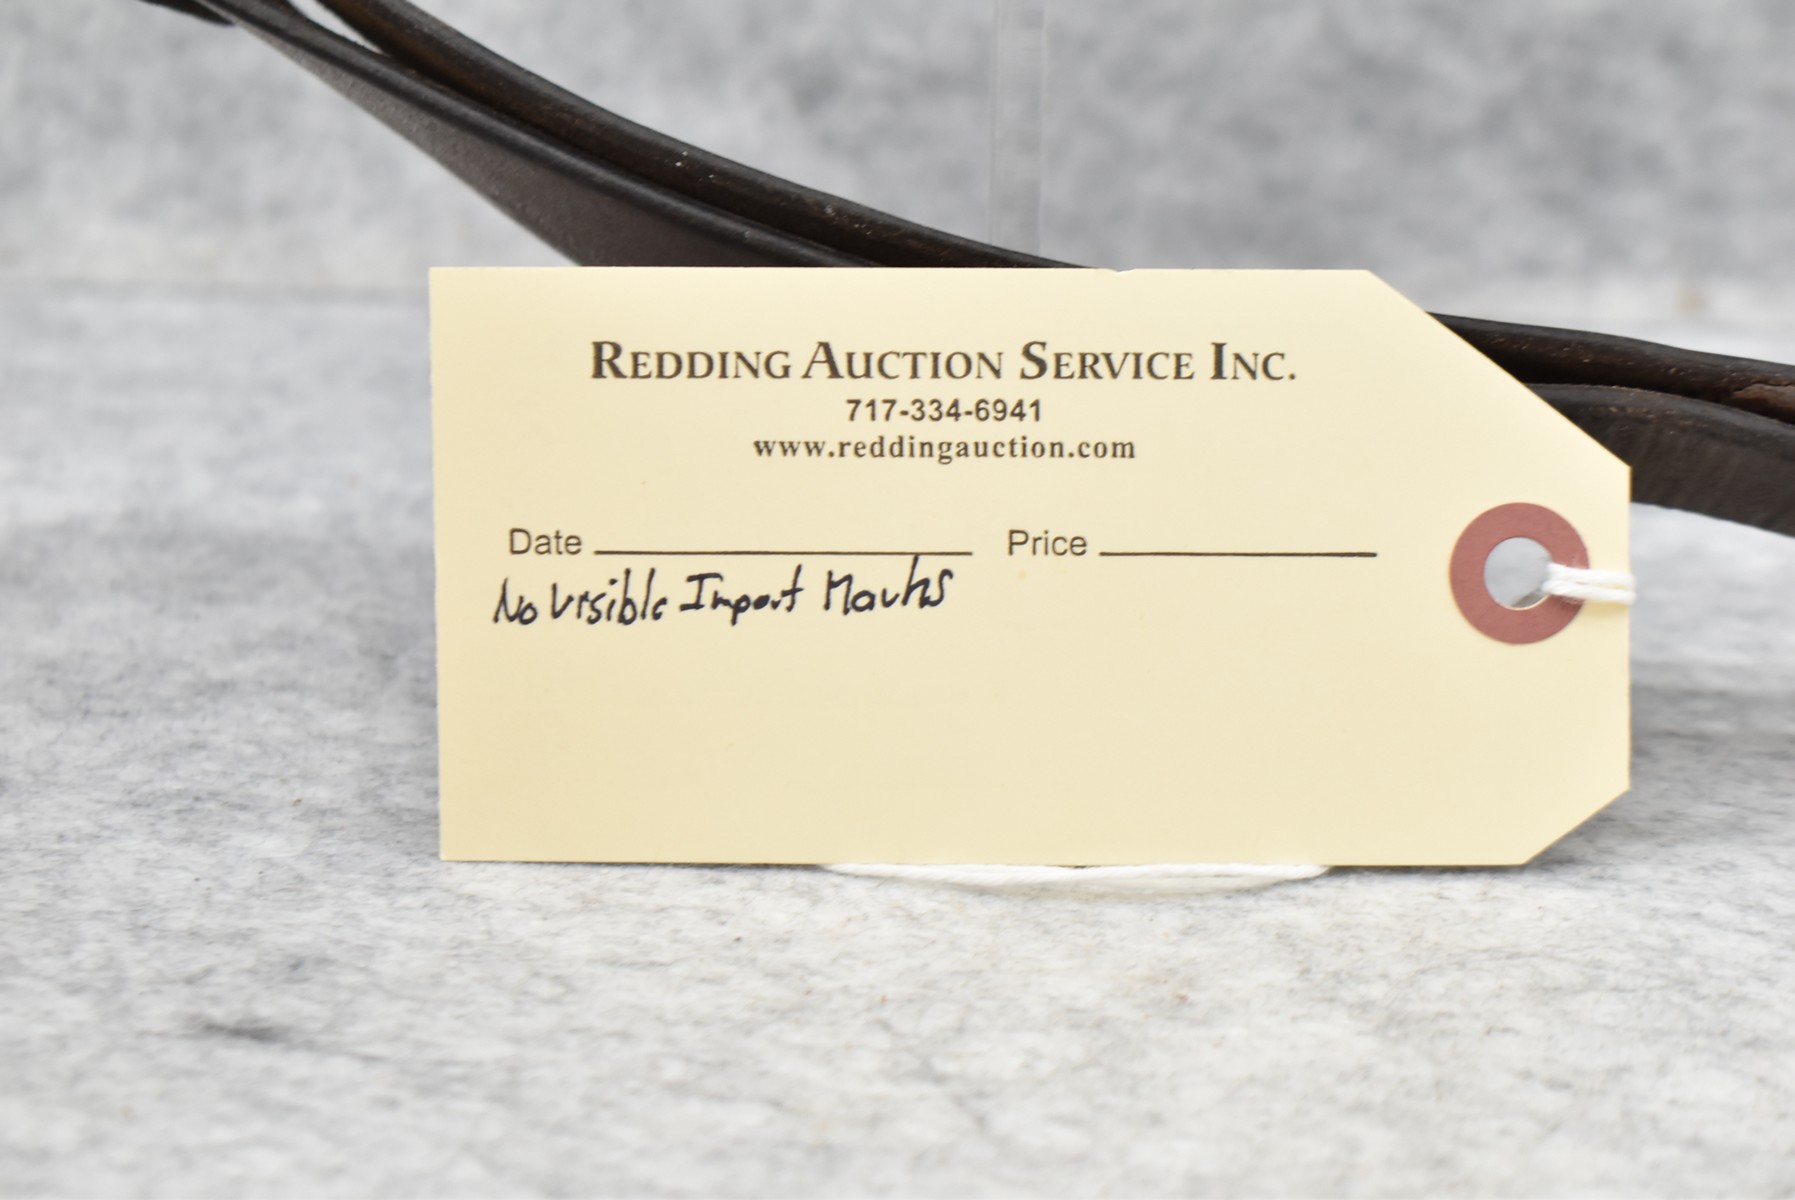 Redding Auction Service Inc.
717-334-6941
www.reddingauction.com
Date Price
No Visible Import Marks